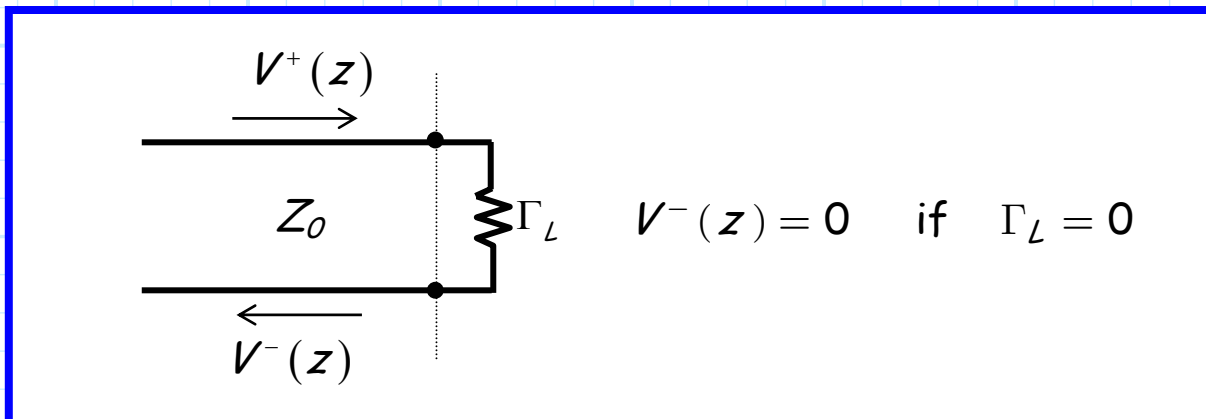 V⁺(z)
Z₀ Γ_L V⁻(z) = 0 if Γ_L = 0
V⁻(z)